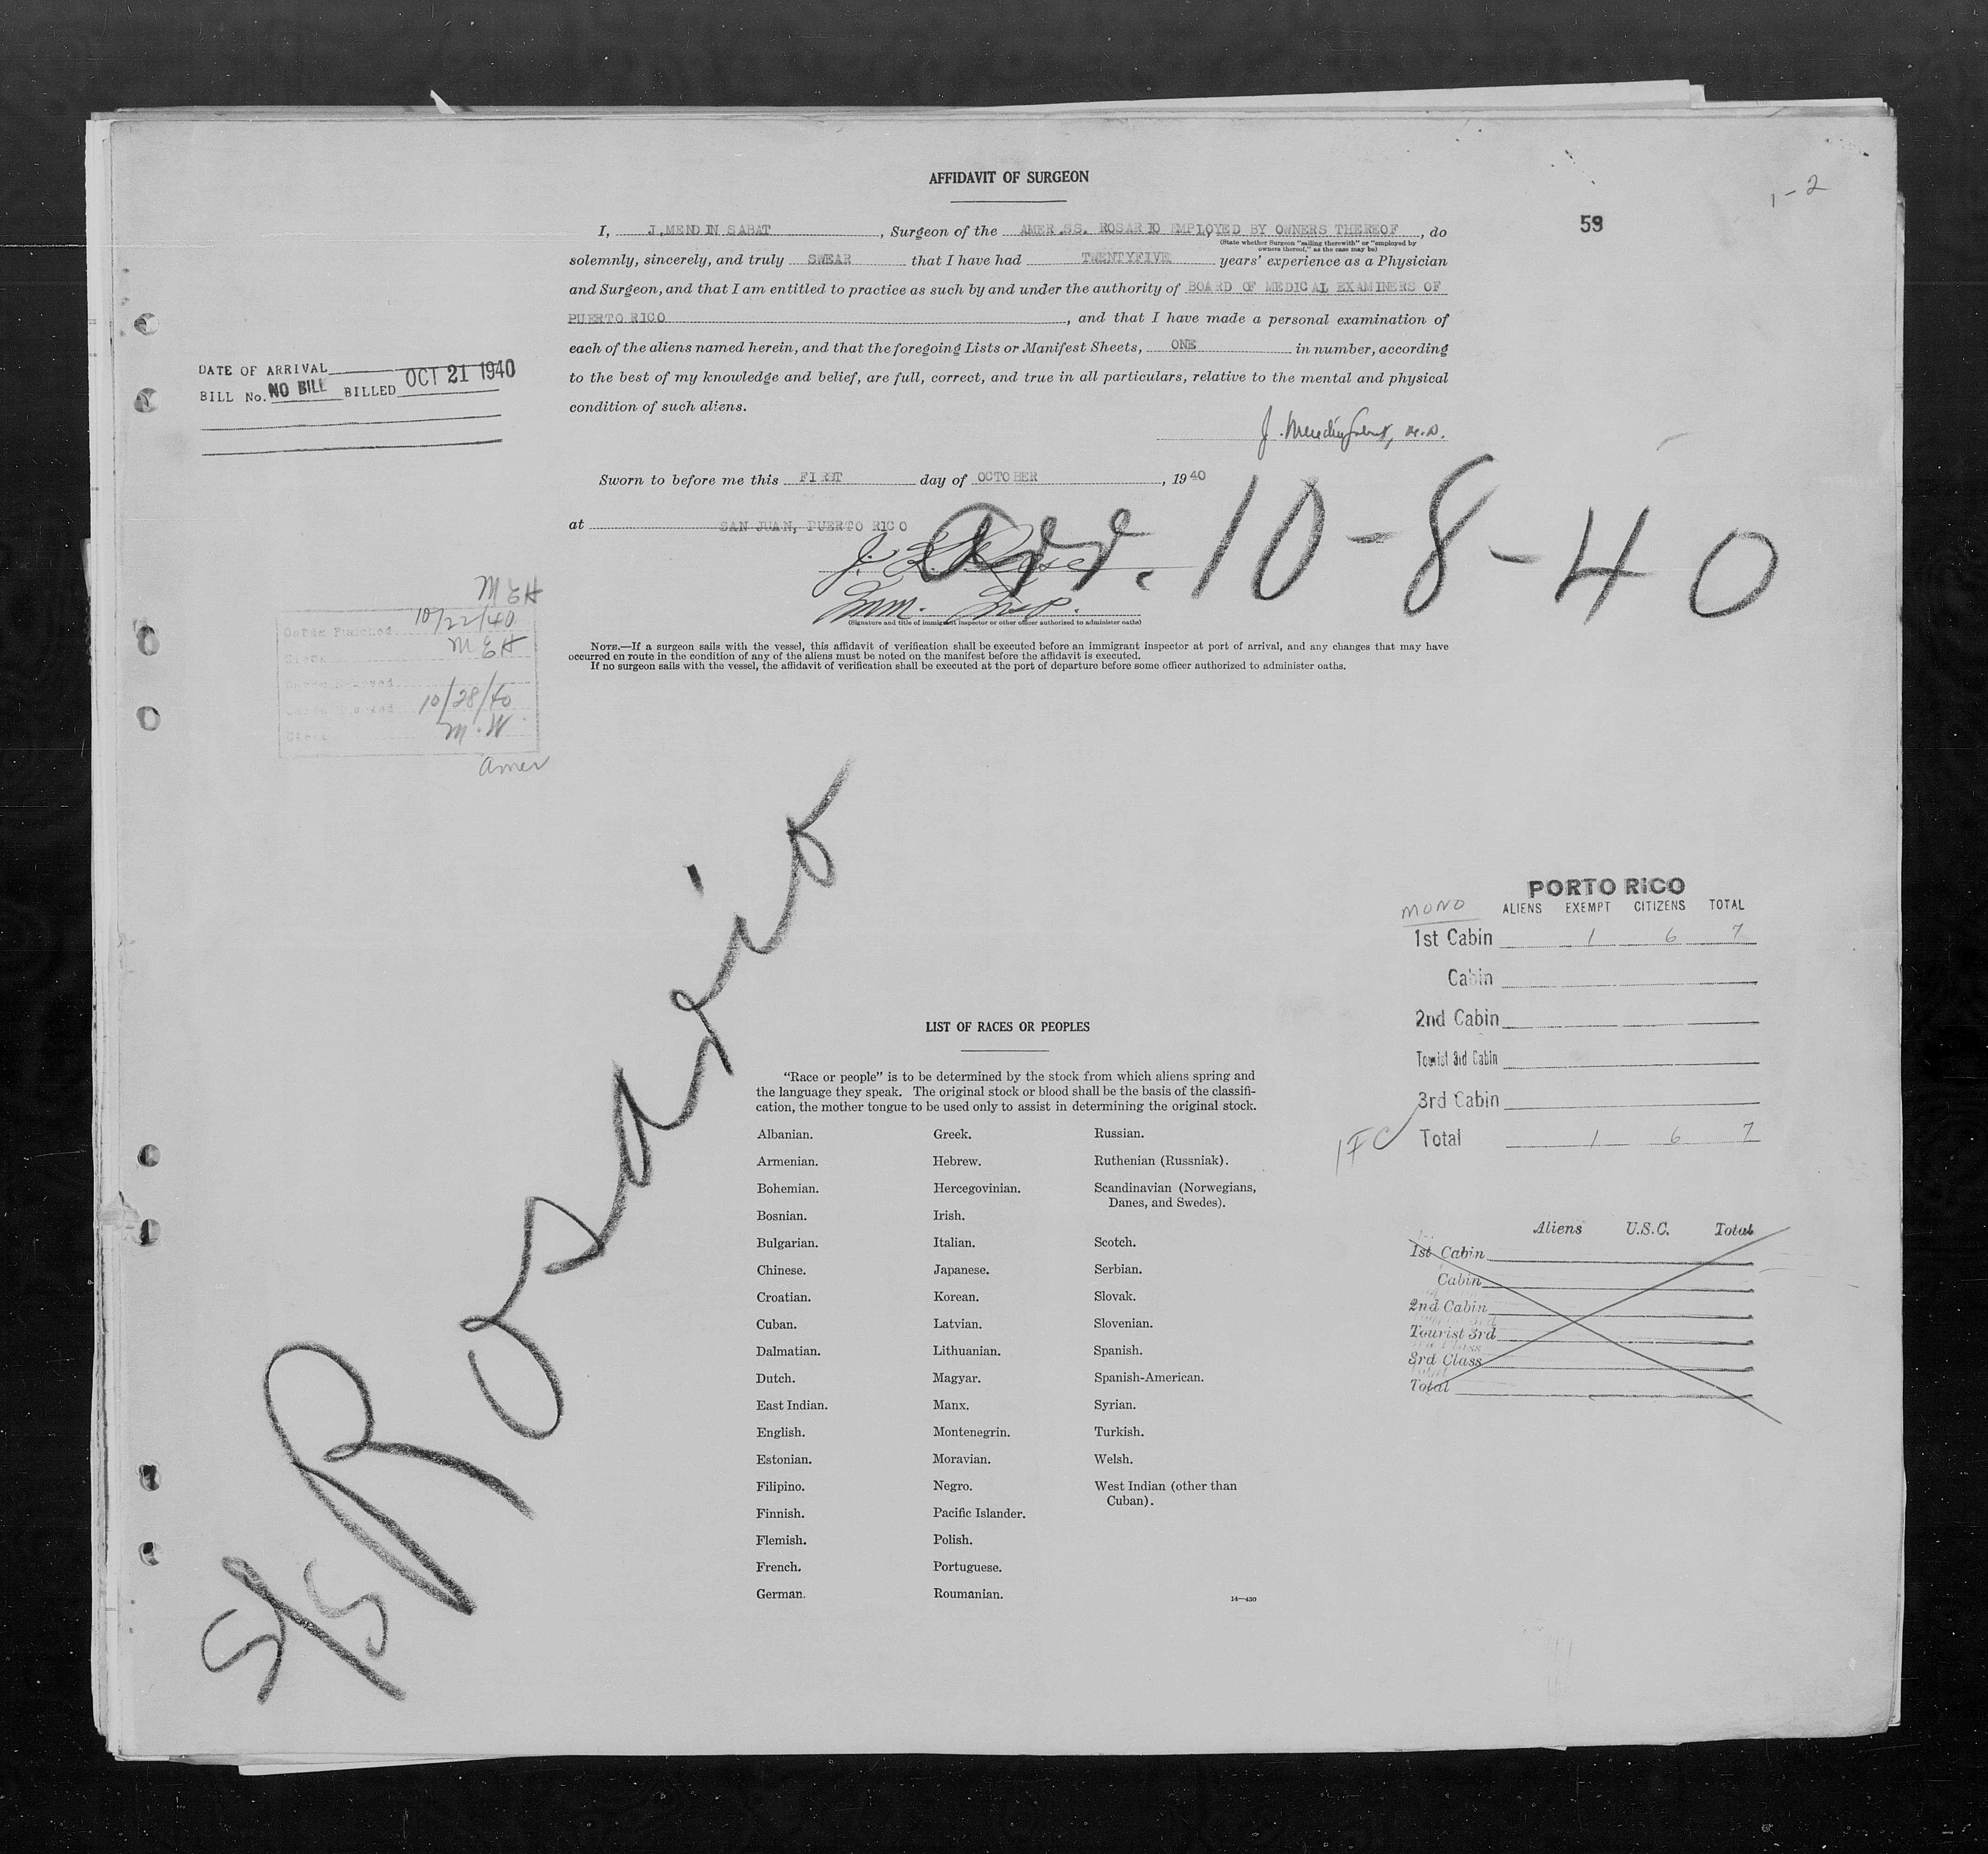 1-2
59
AFFIDAVIT OF SURGEON
I, J. MENDIN SABAT, Surgeon of the AMER.SS. ROSARIO EMPLOYED BY OWNERS THEREOF, do
(State whether Surgeon "sailing therewith" or "employed by
owners thereof," as the case may be)
solemnly, sincerely, and truly SWEAR that I have had TWENTYFIVE years' experience as a Physician
and Surgeon, and that I am entitled to practice as such by and under the authority of BOARD OF MEDICAL EXAMINERS OF
PUERTO RICO, and that I have made a personal examination of
each of the aliens named herein, and that the foregoing Lists or Manifest Sheets, ONE in number, according
to the best of my knowledge and belief, are full, correct, and true in all particulars, relative to the mental and physical
condition of such aliens.
J. Mendin Sabat, M.D.
Sworn to before me this FIRST day of OCTOBER, 1940
at SAN JUAN, PUERTO RICO
Arr. 10-8-40
Imm. Insp.
(Signature and title of immigrant inspector or other officer authorized to administer oaths)
NOTE.—If a surgeon sails with the vessel, this affidavit of verification shall be executed before an immigrant inspector at port of arrival, and any changes that may have
occurred en route in the condition of any of the aliens must be noted on the manifest before the affidavit is executed.
If no surgeon sails with the vessel, the affidavit of verification shall be executed at the port of departure before some officer authorized to administer oaths.
DATE OF ARRIVAL
BILL No. NO BILL BILLED OCT 21 1940
MEH
Cards Punched 10/22/40
Clerk MEH
10/28/40
Clerk M.W
Amer
S/S Rosario
LIST OF RACES OR PEOPLES
"Race or people" is to be determined by the stock from which aliens spring and
the language they speak. The original stock or blood shall be the basis of the classifi-
cation, the mother tongue to be used only to assist in determining the original stock.
Albanian.
Armenian.
Bohemian.
Bosnian.
Bulgarian.
Chinese.
Croatian.
Cuban.
Dalmatian.
Dutch.
East Indian.
English.
Estonian.
Filipino.
Finnish.
Flemish.
French.
German.
Greek.
Hebrew.
Hercegovinian.
Irish.
Italian.
Japanese.
Korean.
Latvian.
Lithuanian.
Magyar.
Manx.
Montenegrin.
Moravian.
Negro.
Pacific Islander.
Polish.
Portuguese.
Roumanian.
Russian.
Ruthenian (Russniak).
Scandinavian (Norwegians,
Danes, and Swedes).
Scotch.
Serbian.
Slovak.
Slovenian.
Spanish.
Spanish-American.
Syrian.
Turkish.
Welsh.
West Indian (other than
Cuban).
14—430
PORTO RICO
MONO ALIENS EXEMPT CITIZENS TOTAL
1st Cabin 1 6 7
Cabin
2nd Cabin
Tourist 3rd Cabin
3rd Cabin
1FC Total 1 6 7
Aliens U.S.C. Total
1st Cabin
Cabin
2nd Cabin
Tourist 3rd
3rd Class
Total